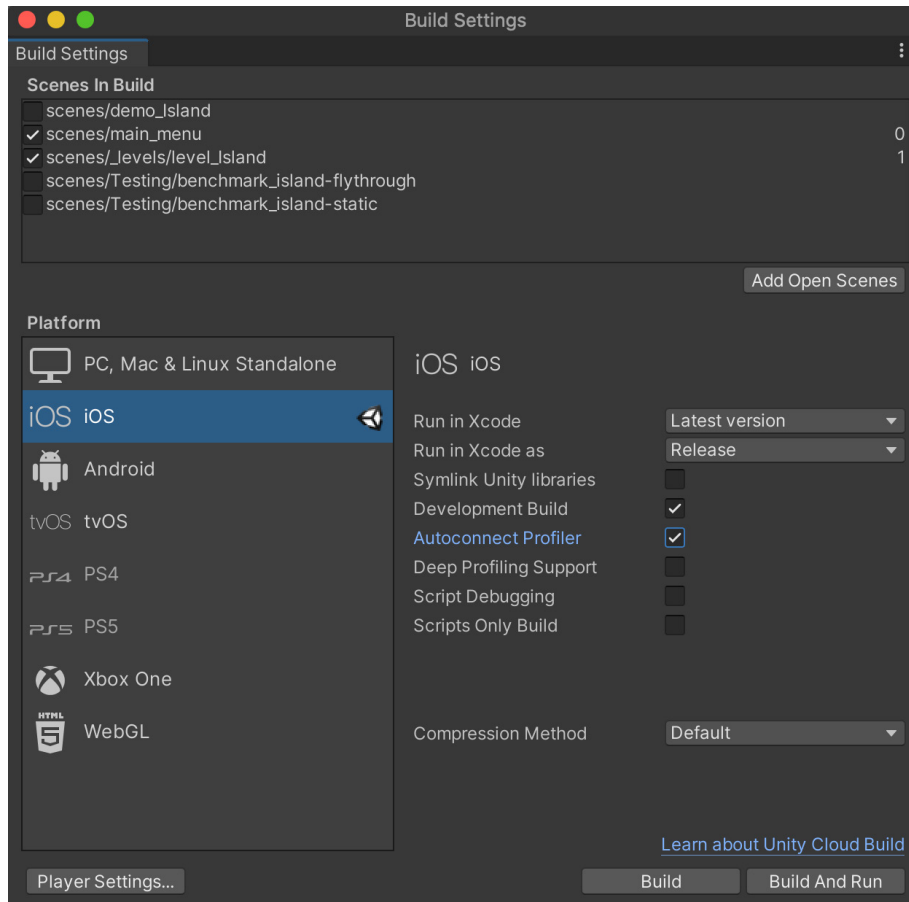 Build Settings
Build Settings
Scenes In Build
scenes/demo_Island
scenes/main_menu 0
scenes/_levels/level_Island 1
scenes/Testing/benchmark_island-flythrough
scenes/Testing/benchmark_island-static
Add Open Scenes
Platform
PC, Mac & Linux Standalone
iOS iOS
Android
tvOS tvOS
PS4 PS4
PS5 PS5
Xbox One
HTML
5 WebGL
iOS iOS
Run in Xcode Latest version
Run in Xcode as Release
Symlink Unity libraries
Development Build
Autoconnect Profiler
Deep Profiling Support
Script Debugging
Scripts Only Build
Compression Method Default
Learn about Unity Cloud Build
Player Settings... Build Build And Run